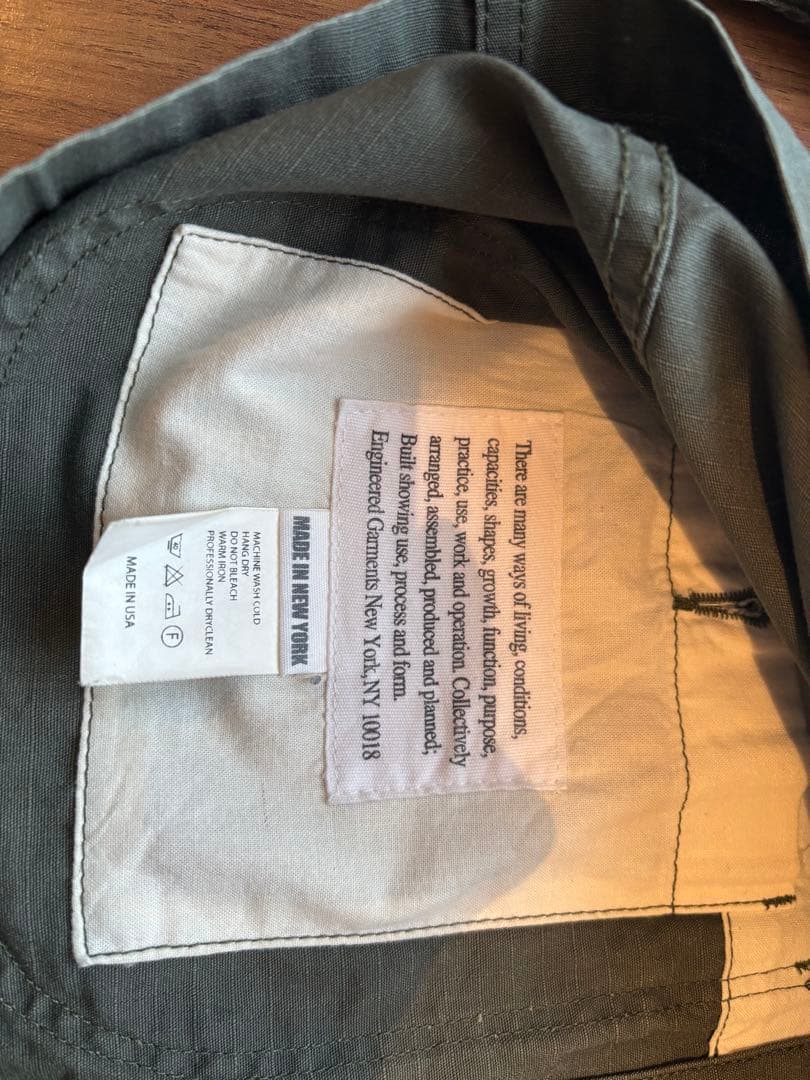 There are many ways of living, conditions,
capacities, shapes, growth, function, purpose,
practice, use, work and operation. Collectively
arranged, assembled, produced and planned;
Built showing use, process and form.
Engineered Garments New York, NY 10018
MADE IN NEW YORK
MACHINE WASH COLD
HANG DRY
DO NOT BLEACH
WARM IRON
PROFESSIONALLY DRYCLEAN
F
MADE IN USA